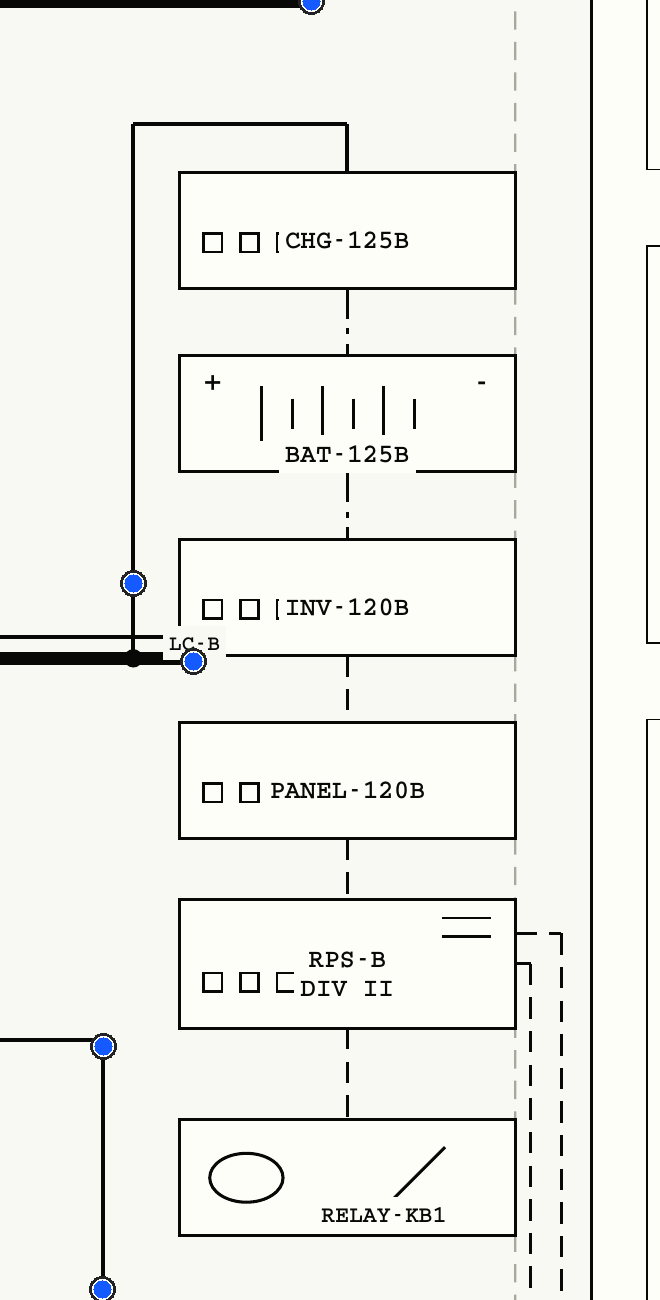 CHG-125B
+ -
BAT-125B
INV-120B
LC-B
PANEL-120B
RPS-B
DIV II
RELAY-KB1